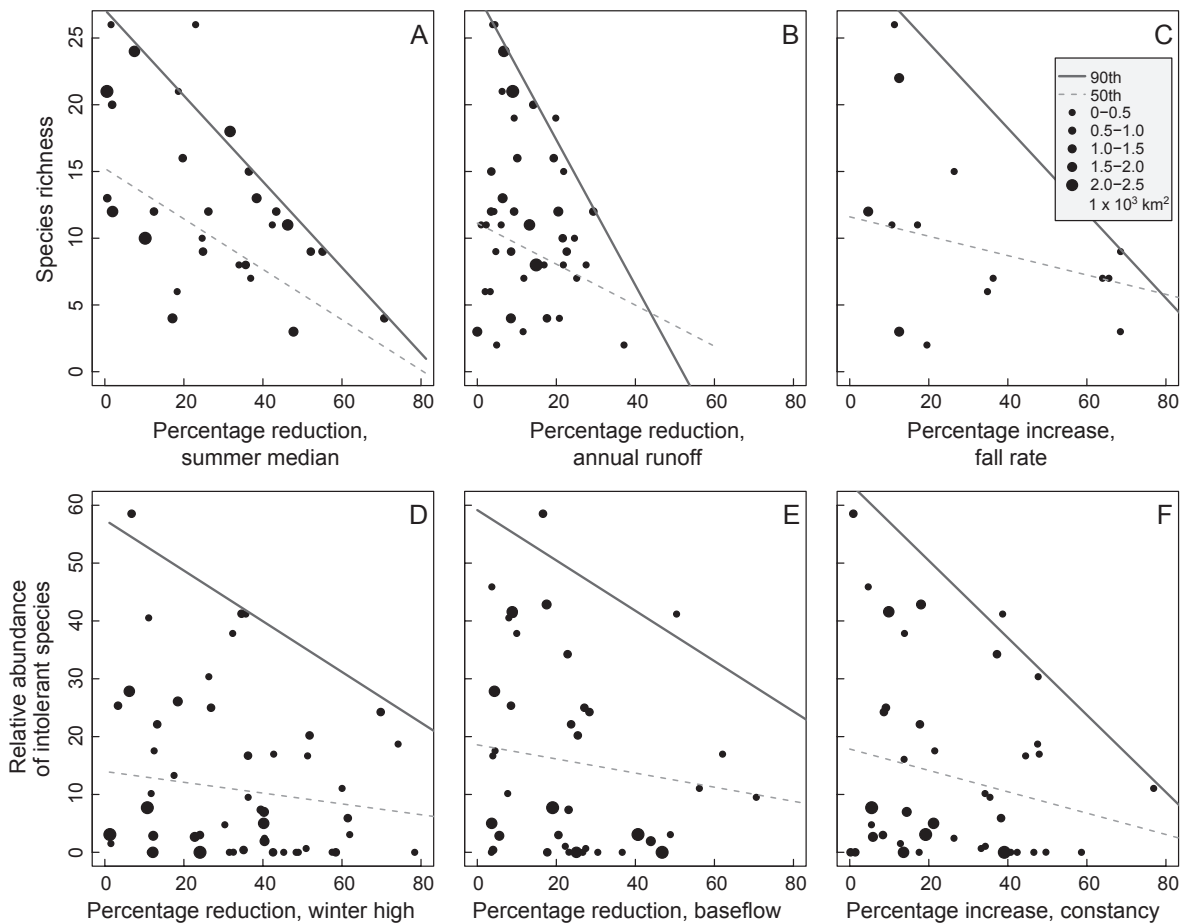 A
B
C
Species richness
25
20
15
10
5
0
90th
50th
0−0.5
0.5−1.0
1.0−1.5
1.5−2.0
2.0−2.5
1 x 10³ km²
0 20 40 60 80
0 20 40 60 80
0 20 40 60 80
Percentage reduction,
summer median
Percentage reduction,
annual runoff
Percentage increase,
fall rate
D
E
F
Relative abundance
of intolerant species
60
50
40
30
20
10
0
0 20 40 60 80
0 20 40 60 80
0 20 40 60 80
Percentage reduction, winter high
Percentage reduction, baseflow
Percentage increase, constancy